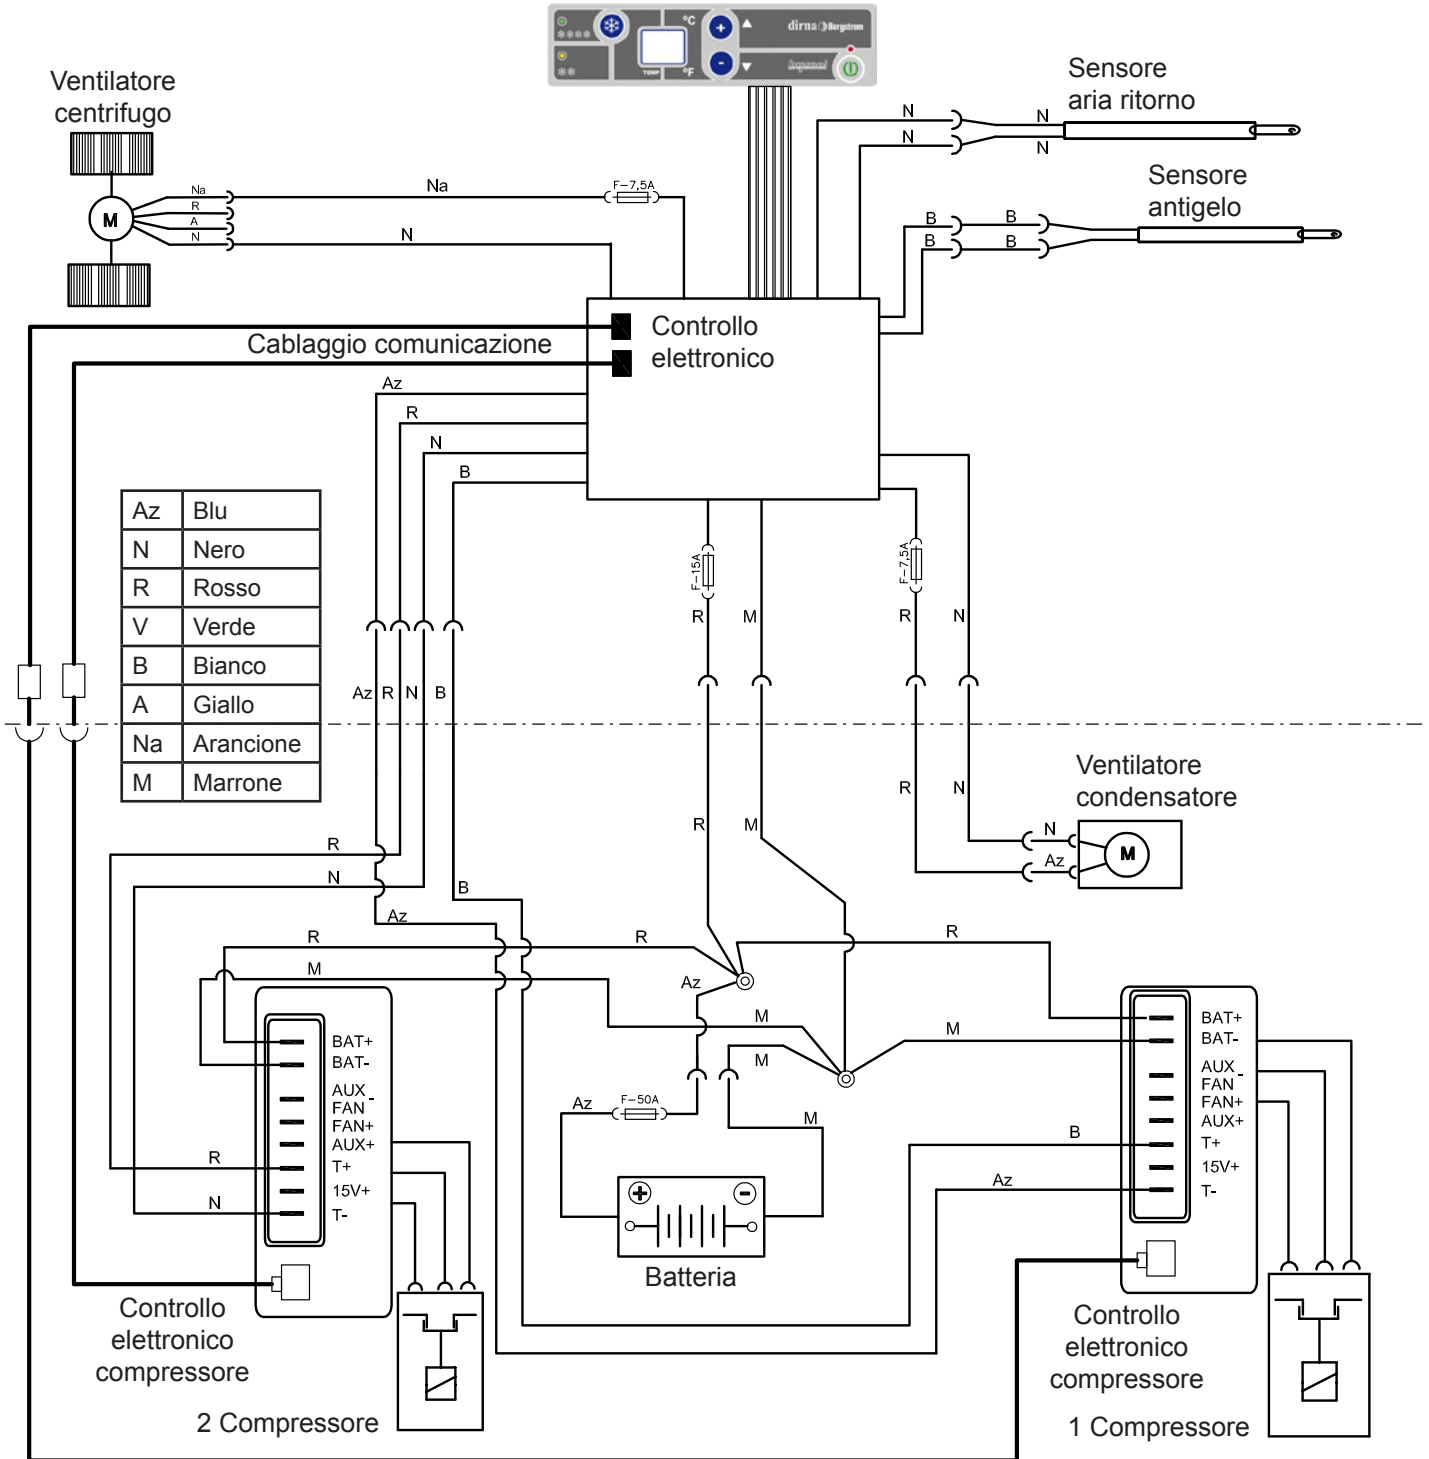 °C
°F
TEMP
+
-
dirna Bergstrom
Ventilatore
centrifugo
M
Na
R
A
N
Na
N
F-7,5A
N
N
N
N
Sensore
aria ritorno
Sensore
antigelo
B
B
B
B
Cablaggio comunicazione
Controllo
elettronico
Az
R
N
B
Az Blu
N Nero
R Rosso
V Verde
B Bianco
A Giallo
Na Arancione
M Marrone
F-15A
F-7,5A
R
M
R
N
Az
R
N
B
R
M
R
N
Ventilatore
condensatore
N
Az
M
R
N
B
Az
R
R
R
M
Az
M
M
M
Az
F-50A
M
BAT+
BAT-
AUX
FAN -
FAN+
AUX+
T+
15V+
T-
R
N
BAT+
BAT-
AUX
FAN -
FAN+
AUX+
T+
15V+
T-
B
Az
+
-
Batteria
Controllo
elettronico
compressore
2 Compressore
Controllo
elettronico
compressore
1 Compressore